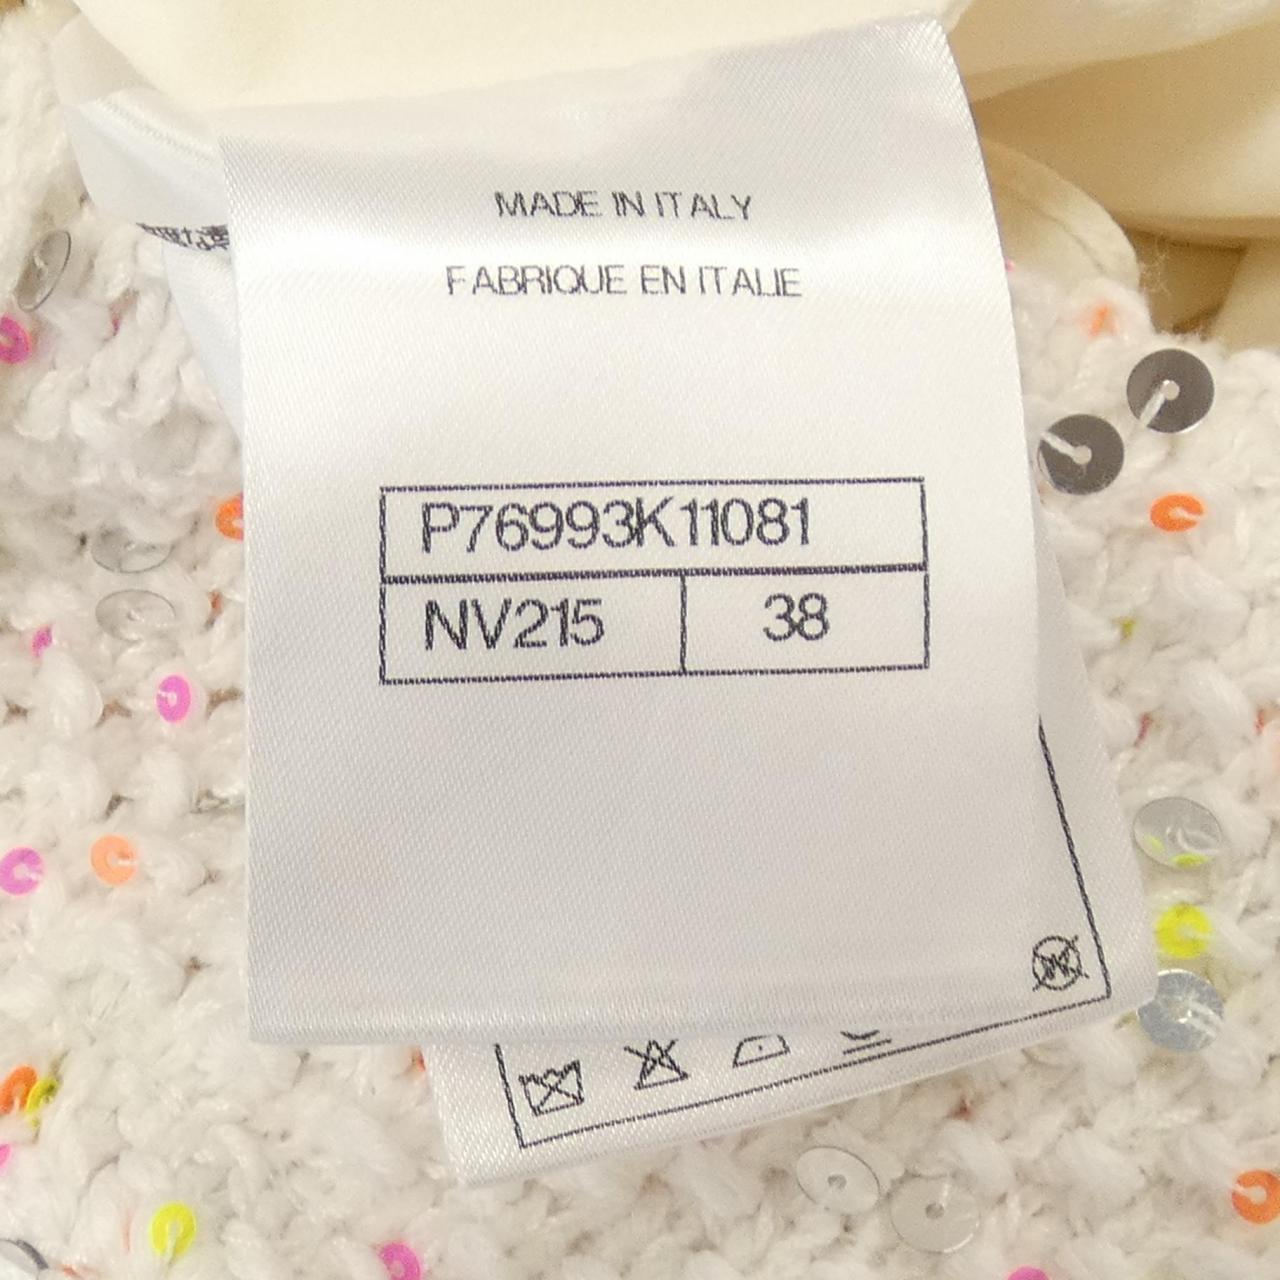 MADE IN ITALY
FABRIQUE EN ITALIE
P76993K11081
NV215
38